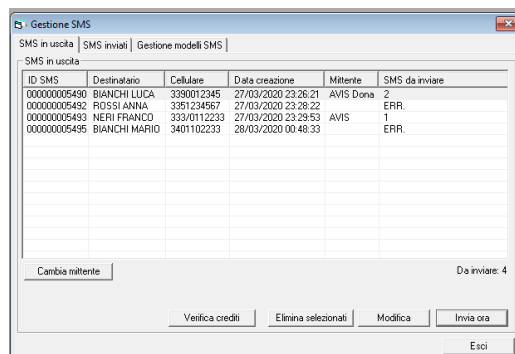 Gestione SMS
SMS in uscita SMS inviati Gestione modelli SMS
SMS in uscita
ID SMS Destinatario Cellulare Data creazione Mittente SMS da inviare
000000005490 BIANCHI LUCA 3390012345 27/03/2020 23:26:21 AVIS Dona 2
000000005492 ROSSI ANNA 3351234567 27/03/2020 23:28:22 ERR.
000000005493 NERI FRANCO 333/0112233 27/03/2020 23:29:53 AVIS 1
000000005495 BIANCHI MARIO 3401102233 28/03/2020 00:48:33 ERR.
Cambia mittente Da inviare: 4
Verifica crediti Elimina selezionati Modifica Invia ora
Esci